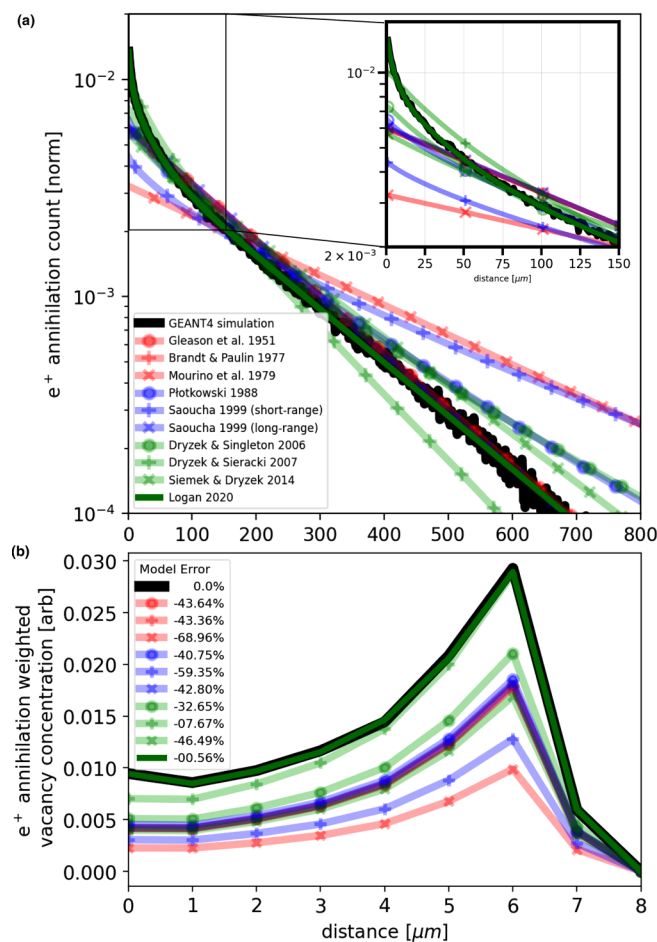 (a)
10⁻²
10⁻³
10⁻⁴
e⁺ annihilation count [norm]
0 100 200 300 400 500 600 700 800
10⁻²
2 × 10⁻³
0 25 50 75 100 125 150
distance [μm]
GEANT4 simulation
Gleason et al. 1951
Brandt & Paulin 1977
Mourino et al. 1979
Płotkowski 1988
Saoucha 1999 (short-range)
Saoucha 1999 (long-range)
Dryzek & Singleton 2006
Dryzek & Sieracki 2007
Siemek & Dryzek 2014
Logan 2020
(b)
0.030
0.025
0.020
0.015
0.010
0.005
0.000
e⁺ annihilation weighted
vacancy concentration [arb]
Model Error
0.0%
-43.64%
-43.36%
-68.96%
-40.75%
-59.35%
-42.80%
-32.65%
-07.67%
-46.49%
-00.56%
0 1 2 3 4 5 6 7 8
distance [μm]